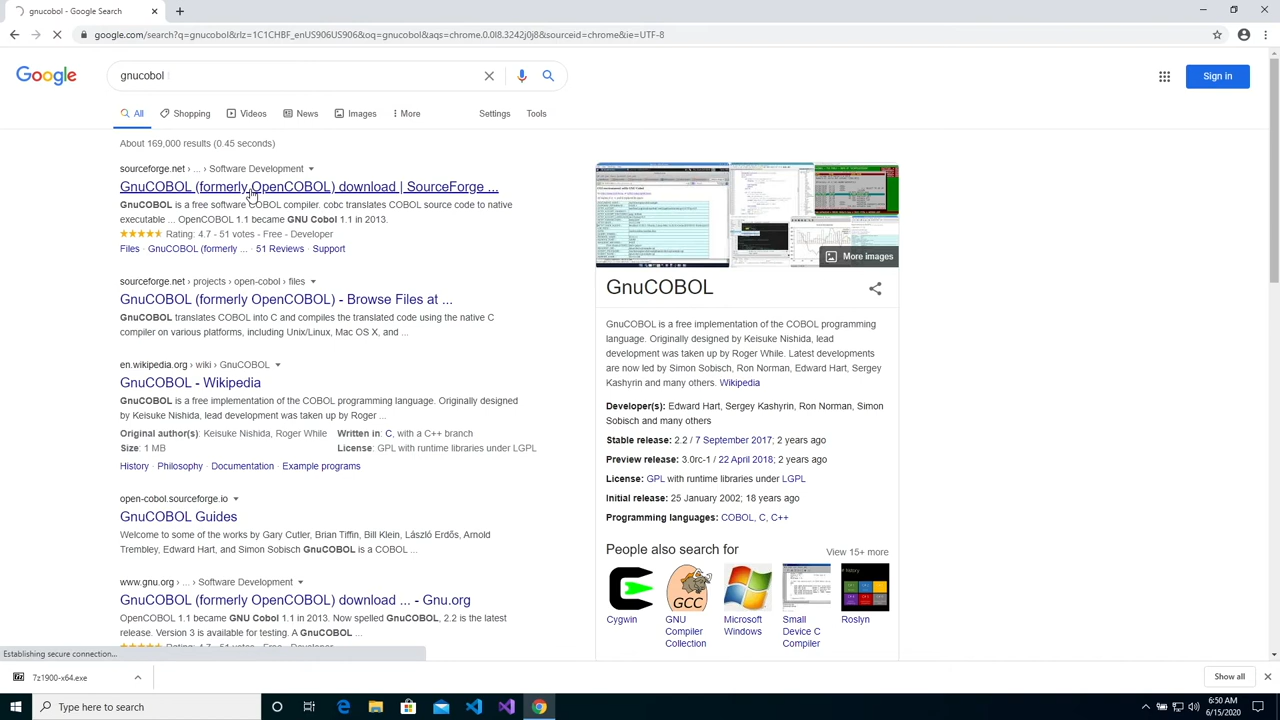 gnucobol - Google Search
google.com/search?q=gnucobol&rlz=1C1CHBF_enUS906US906&oq=gnucobol&aqs=chrome.0.0l8.3242j0j8&sourceid=chrome&ie=UTF-8
Google
gnucobol
Sign in
All Shopping Videos News Images More Settings Tools
About 169,000 results (0.45 seconds)
sourceforge.net › ... › Software Development
GnuCOBOL (formerly OpenCOBOL) download | SourceForge ...
GnuCOBOL is a free software COBOL compiler. cobc translates COBOL source code to
executable ... OpenCOBOL 1.1 became GNU Cobol 1.1 in 2013.
Rating: 4.7 - 51 votes - Free - Developer
Files · GnuCOBOL (formerly ... · 51 Reviews · Support
sourceforge.net › projects › open-cobol › files
GnuCOBOL (formerly OpenCOBOL) - Browse Files at ...
GnuCOBOL translates COBOL into C and compiles the translated code using the native C
compiler on various platforms, including Unix/Linux, Mac OS X, and ...
en.wikipedia.org › wiki › GnuCOBOL
GnuCOBOL - Wikipedia
GnuCOBOL is a free implementation of the COBOL programming language. Originally designed
by Keisuke Nishida, lead development was taken up by Roger ...
Original author(s): Keisuke Nishida, Roger While Written in: C, with a C++ branch
Size: 1 MB License: GPL with runtime libraries under LGPL
History · Philosophy · Documentation · Example programs
open-cobol.sourceforge.io
GnuCOBOL Guides
Welcome to some of the works by Gary Cutler, Brian Tiffin, Bill Klein, László Erdős, Arnold
Trembley, Edward Hart, and Simon Sobisch GnuCOBOL is a COBOL ...
www.gnu.org › ... › Software Development
GnuCOBOL (formerly OpenCOBOL) download ... - Gnu.org
OpenCOBOL 1.1 became GNU Cobol 1.1 in 2013. Now spelled GnuCOBOL, 2.2 is the latest
release. Version 3 is available for testing. A GnuCOBOL ...
Rating: 4.7 - 51 votes - Free - Developer
More images
GnuCOBOL
GnuCOBOL is a free implementation of the COBOL programming
language. Originally designed by Keisuke Nishida, lead
development was taken up by Roger While. Latest developments
are now led by Simon Sobisch, Ron Norman, Edward Hart, Sergey
Kashyrin and many others. Wikipedia
Developer(s): Edward Hart, Sergey Kashyrin, Ron Norman, Simon
Sobisch and many others
Stable release: 2.2 / 7 September 2017; 2 years ago
Preview release: 3.0rc-1 / 22 April 2018; 2 years ago
License: GPL with runtime libraries under LGPL
Initial release: 25 January 2002; 18 years ago
Programming languages: COBOL, C, C++
People also search for View 15+ more
GCC
Cygwin
GNU Compiler Collection
Microsoft Windows
Small Device C Compiler
Roslyn
Establishing secure connection...
7z1900-x64.exe
Show all
Type here to search
6:50 AM
6/15/2020